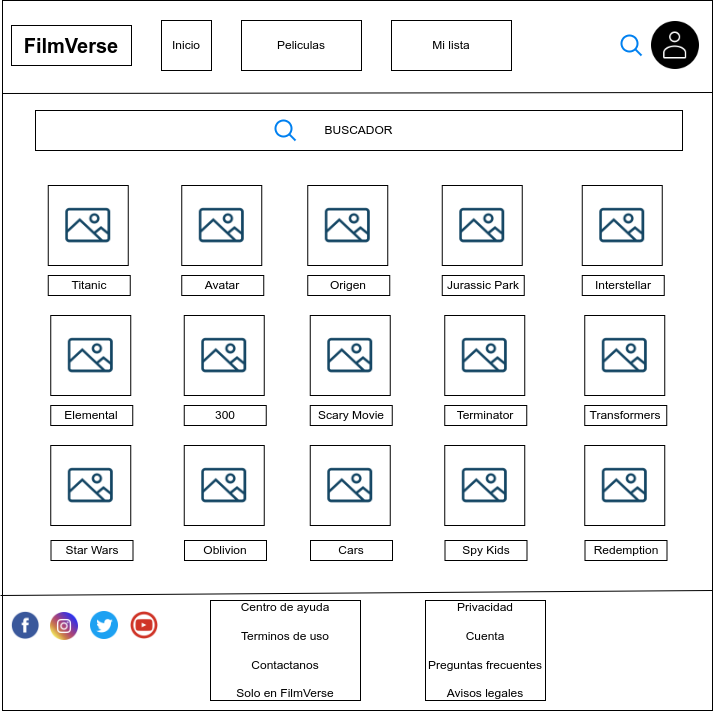 FilmVerse
Inicio
Peliculas
Mi lista
BUSCADOR
Titanic
Avatar
Origen
Jurassic Park
Interstellar
Elemental
300
Scary Movie
Terminator
Transformers
Star Wars
Oblivion
Cars
Spy Kids
Redemption
Centro de ayuda
Terminos de uso
Contactanos
Solo en FilmVerse
Privacidad
Cuenta
Preguntas frecuentes
Avisos legales